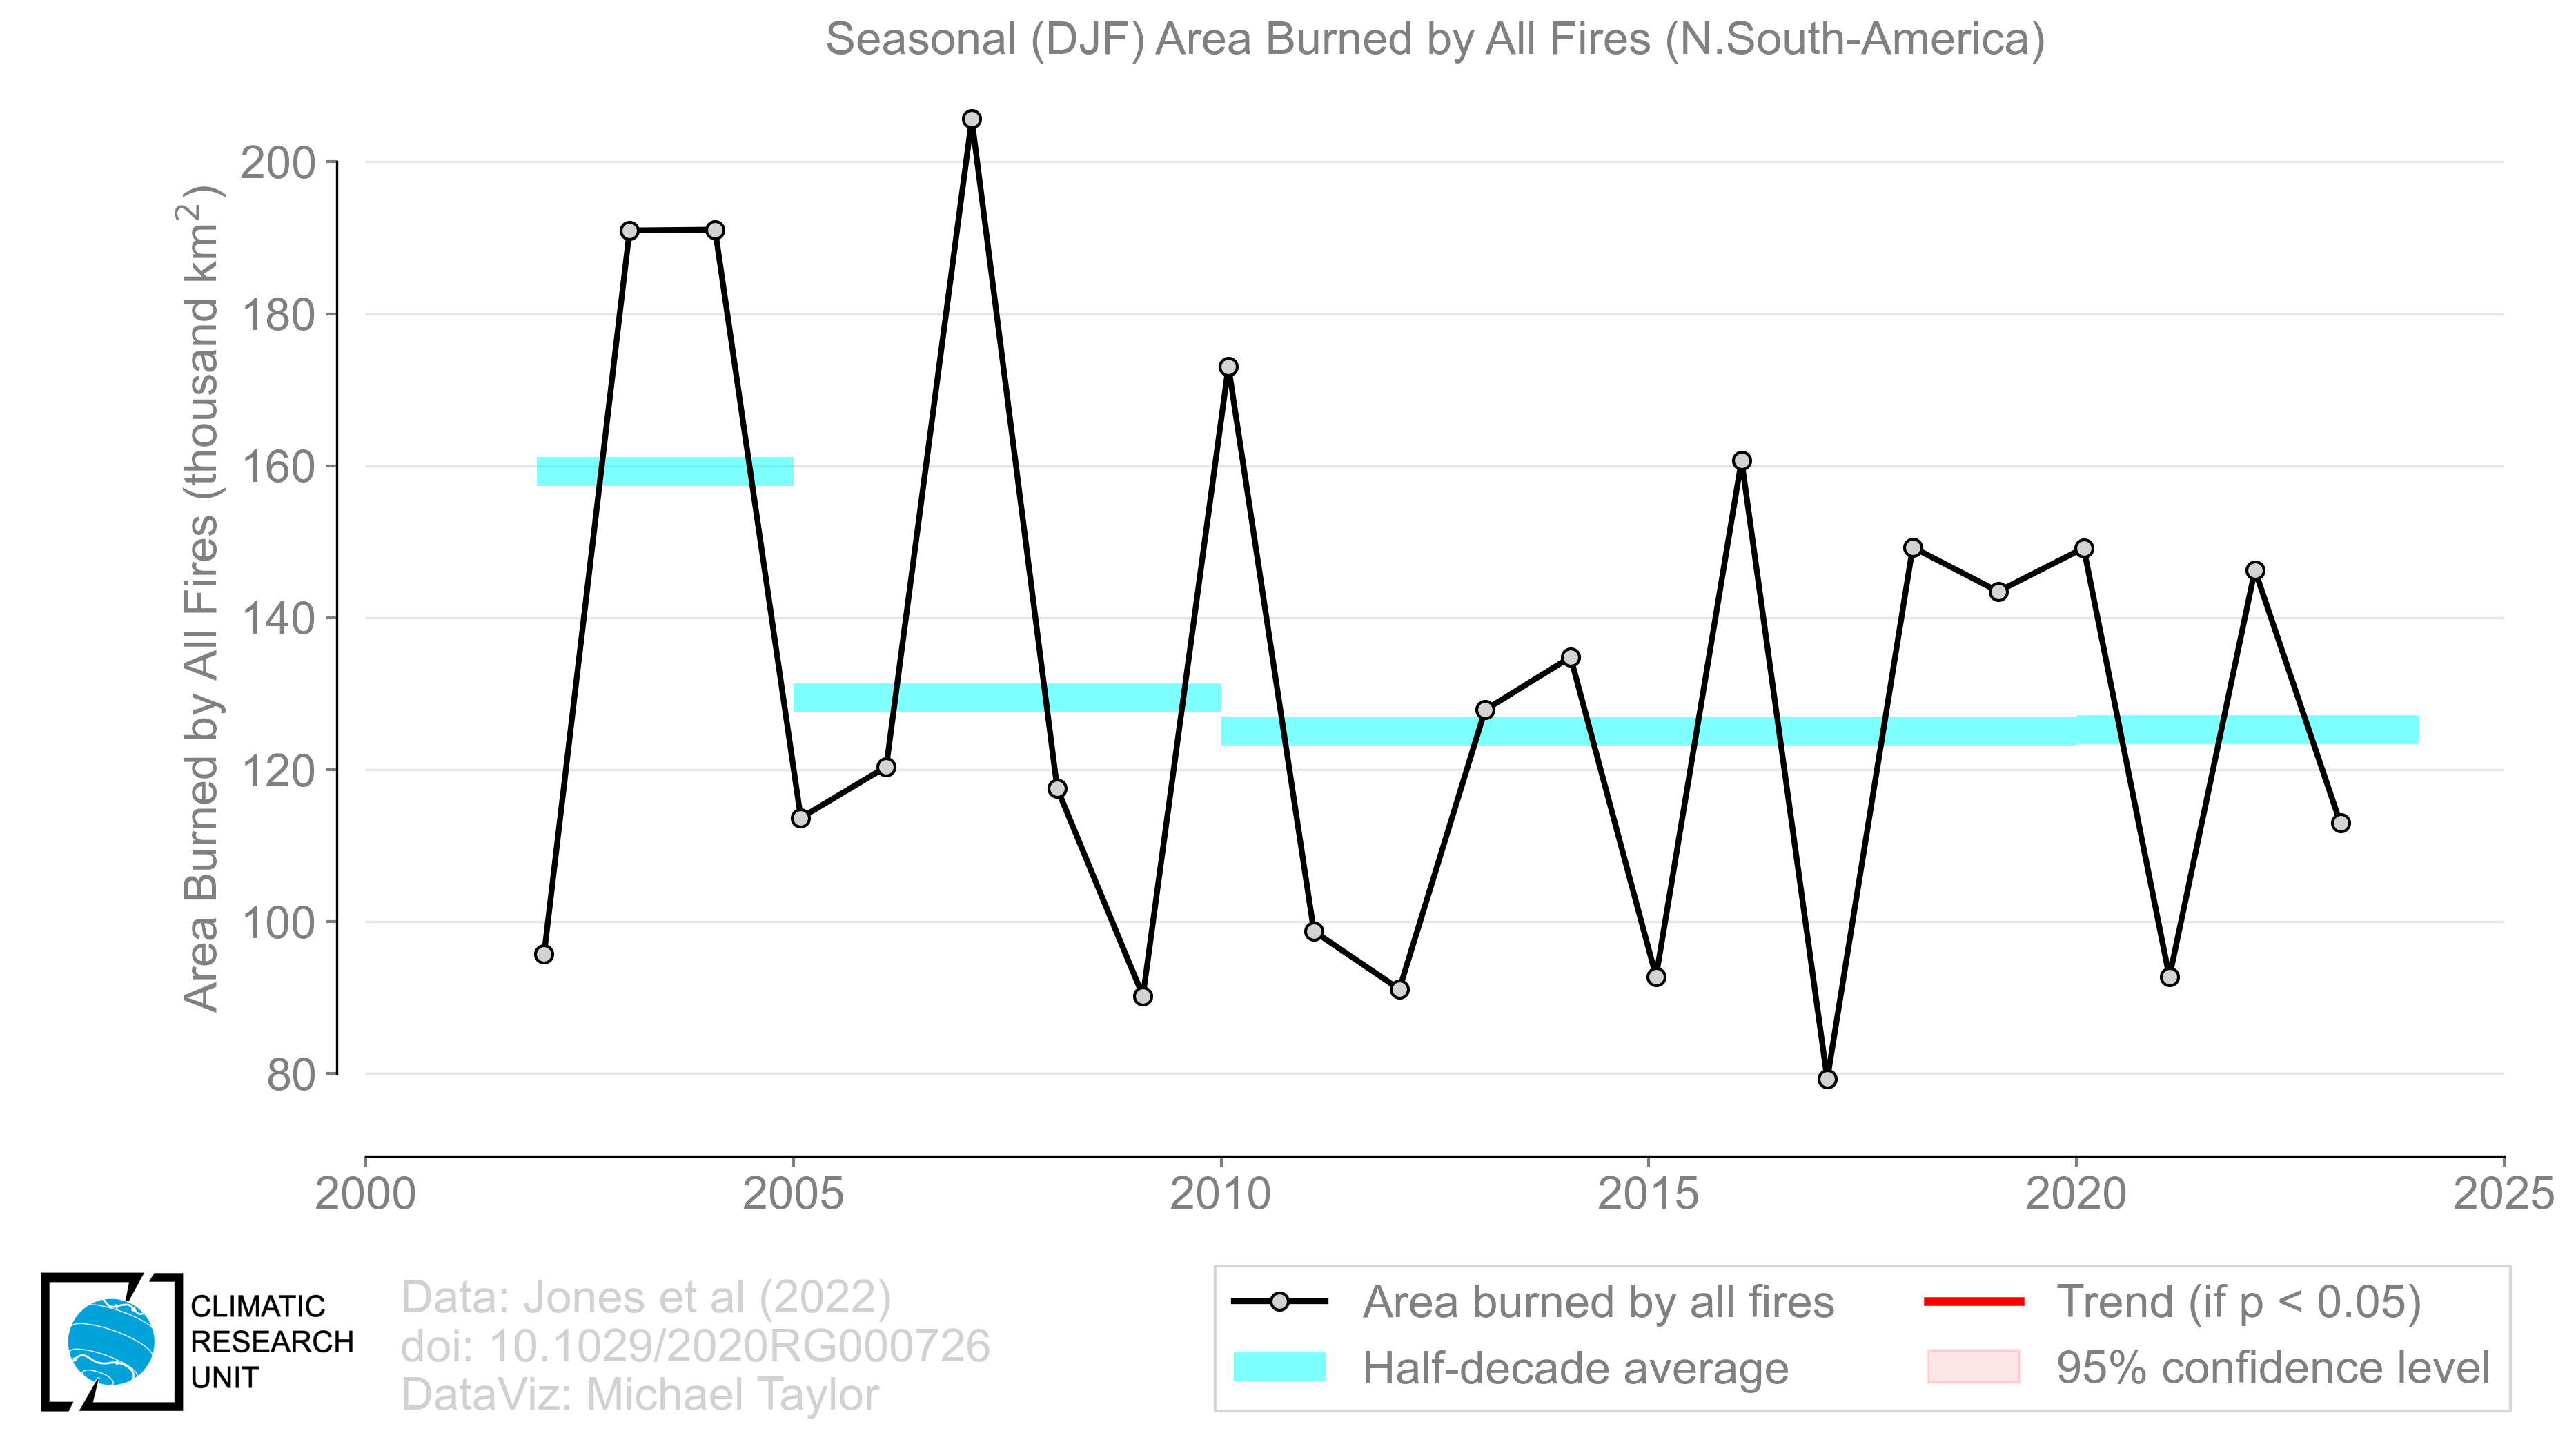 Seasonal (DJF) Area Burned by All Fires (N.South-America)
Area Burned by All Fires (thousand km²)
200
180
160
140
120
100
80
2000 2005 2010 2015 2020 2025
CLIMATIC
RESEARCH
UNIT
Data: Jones et al (2022)
doi: 10.1029/2020RG000726
DataViz: Michael Taylor
Area burned by all fires
Half-decade average
Trend (if p < 0.05)
95% confidence level